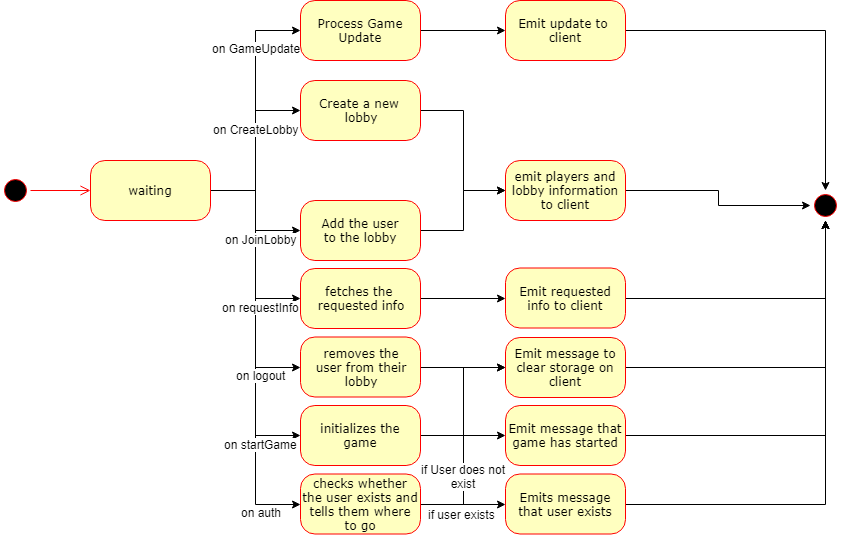 Process Game
Update
Emit update to
client
on GameUpdate
Create a new
lobby
on CreateLobby
waiting
emit players and
lobby information
to client
Add the user
to the lobby
on JoinLobby
fetches the
requested info
Emit requested
info to client
on requestInfo
removes the
user from their
lobby
Emit message to
clear storage on
client
on logout
initializes the
game
Emit message that
game has started
on startGame
if User does not
exist
checks whether
the user exists and
tells them where
to go
Emits message
that user exists
on auth
if user exists